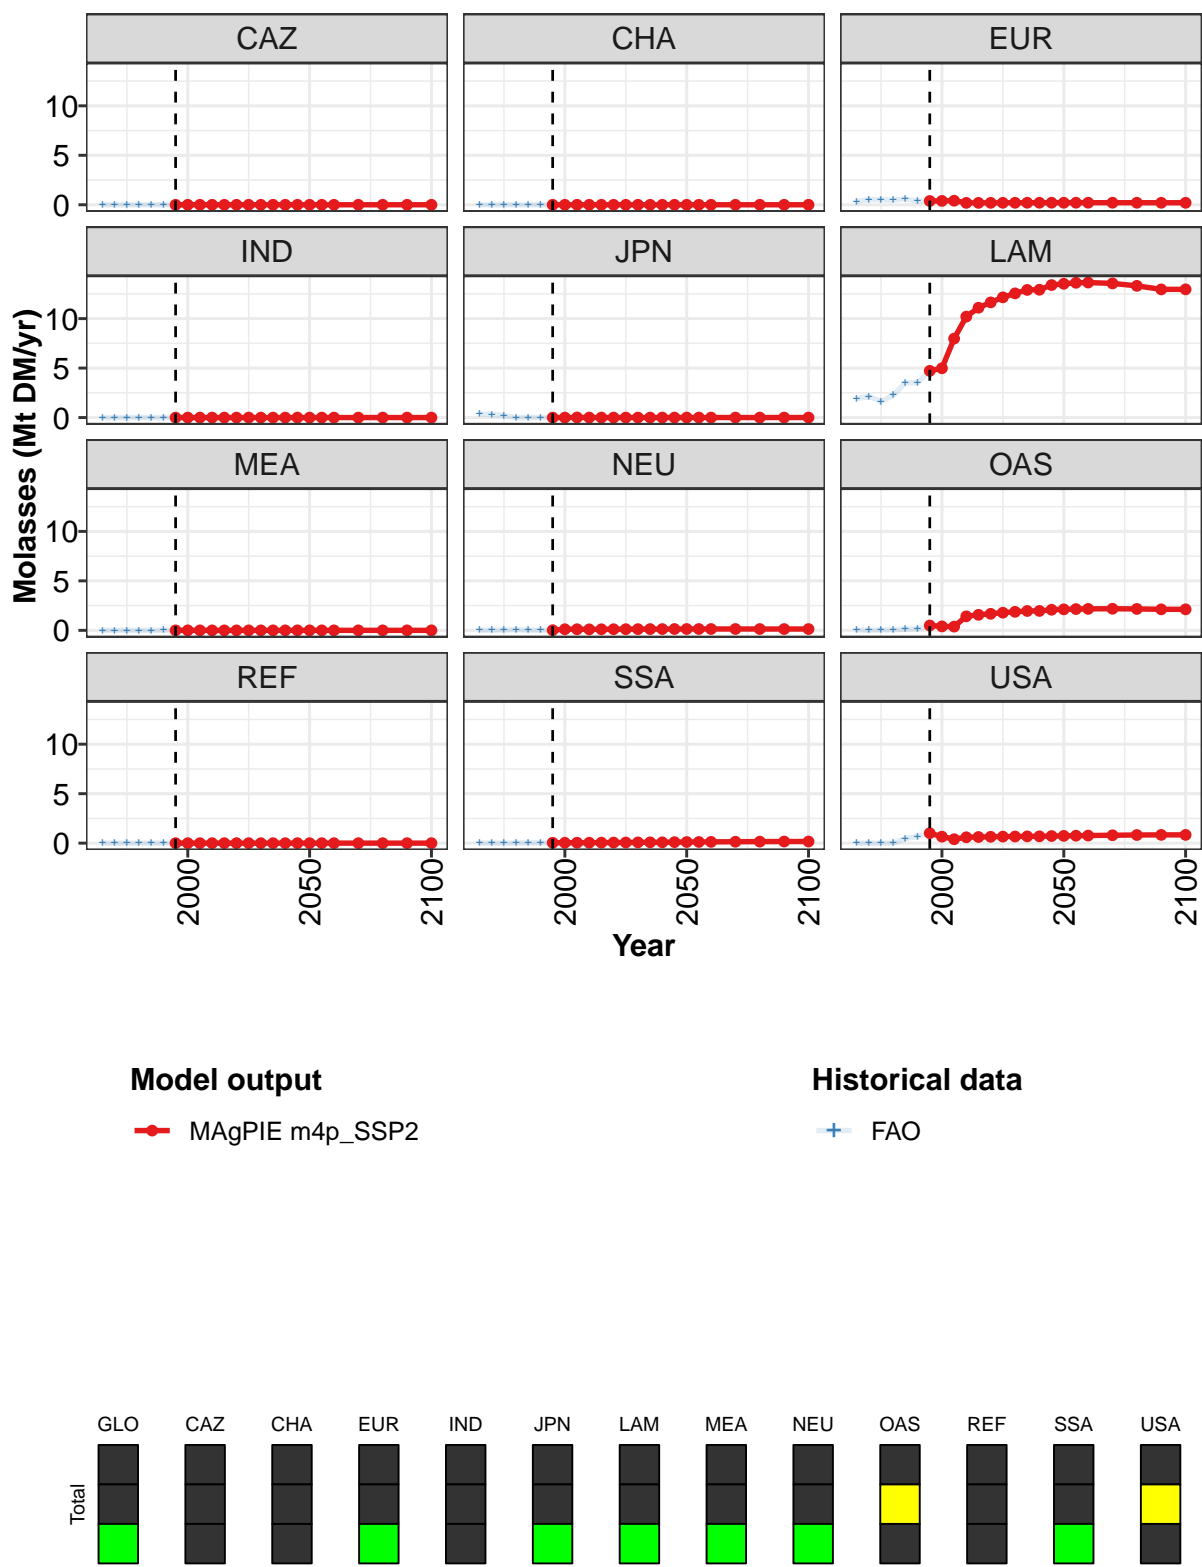 CAZ CHA EUR
10
5
0
IND JPN LAM
10
5
0
MEA NEU OAS
10
5
0
REF SSA USA
10
5
0
Molasses (Mt DM/yr)
2000 2050 2100 2000 2050 2100 2000 2050 2100
Year
Model output Historical data
MAgPIE m4p_SSP2 FAO
GLO CAZ CHA EUR IND JPN LAM MEA NEU OAS REF SSA USA
Total